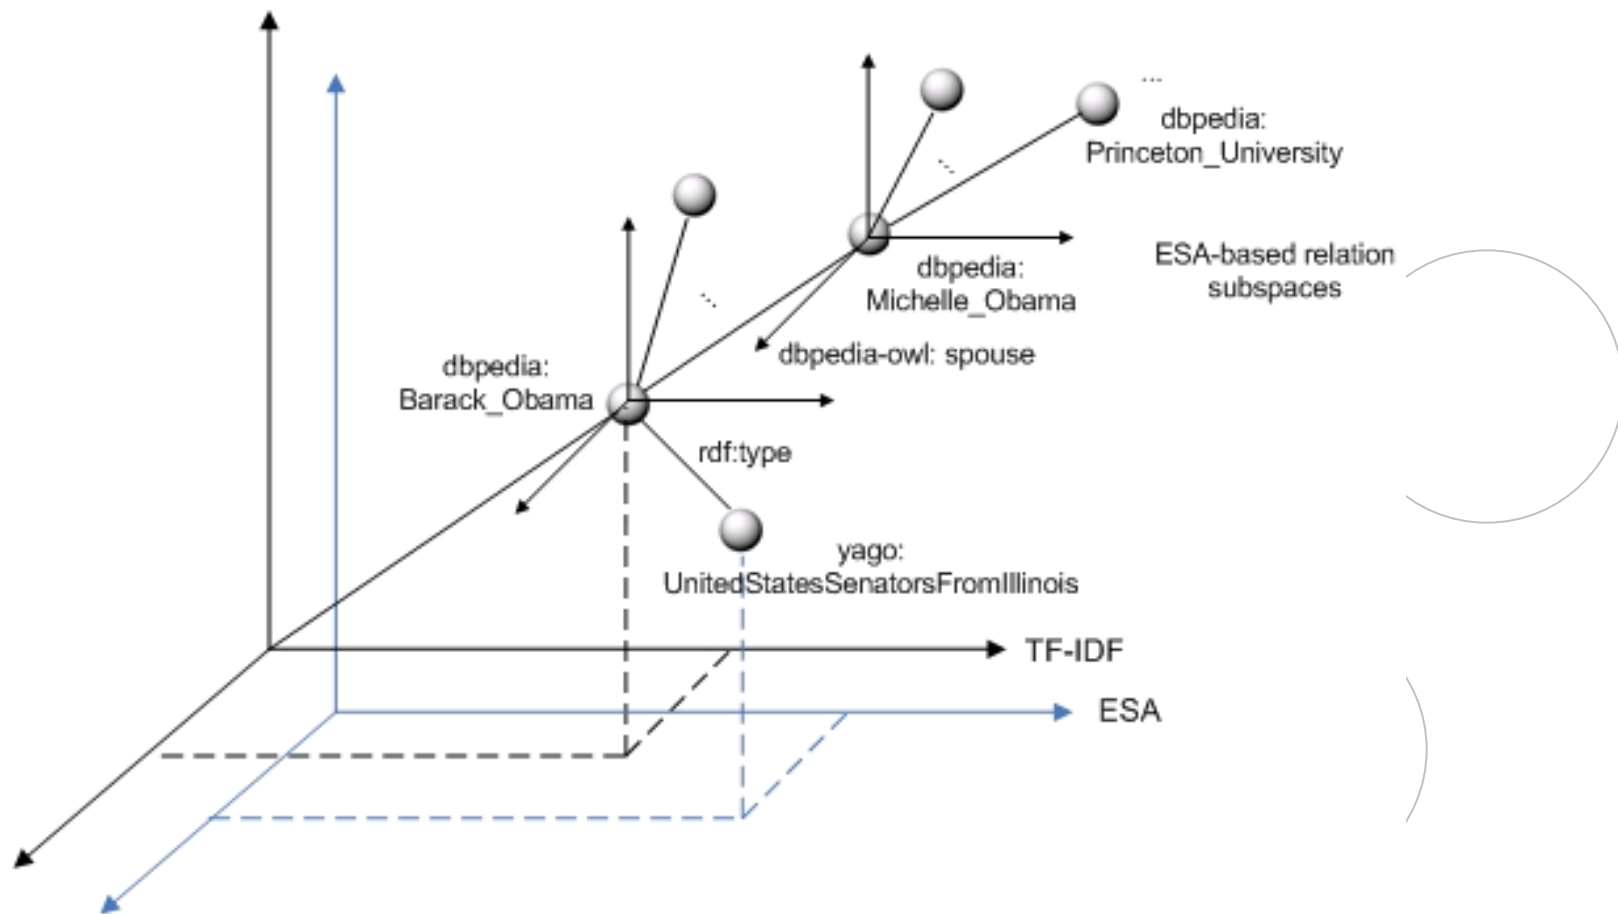 ...
dbpedia:
Princeton_University
ESA-based relation
subspaces
dbpedia:
Michelle_Obama
dbpedia-owl: spouse
dbpedia:
Barack_Obama
rdf:type
yago:
UnitedStatesSenatorsFromIllinois
TF-IDF
ESA